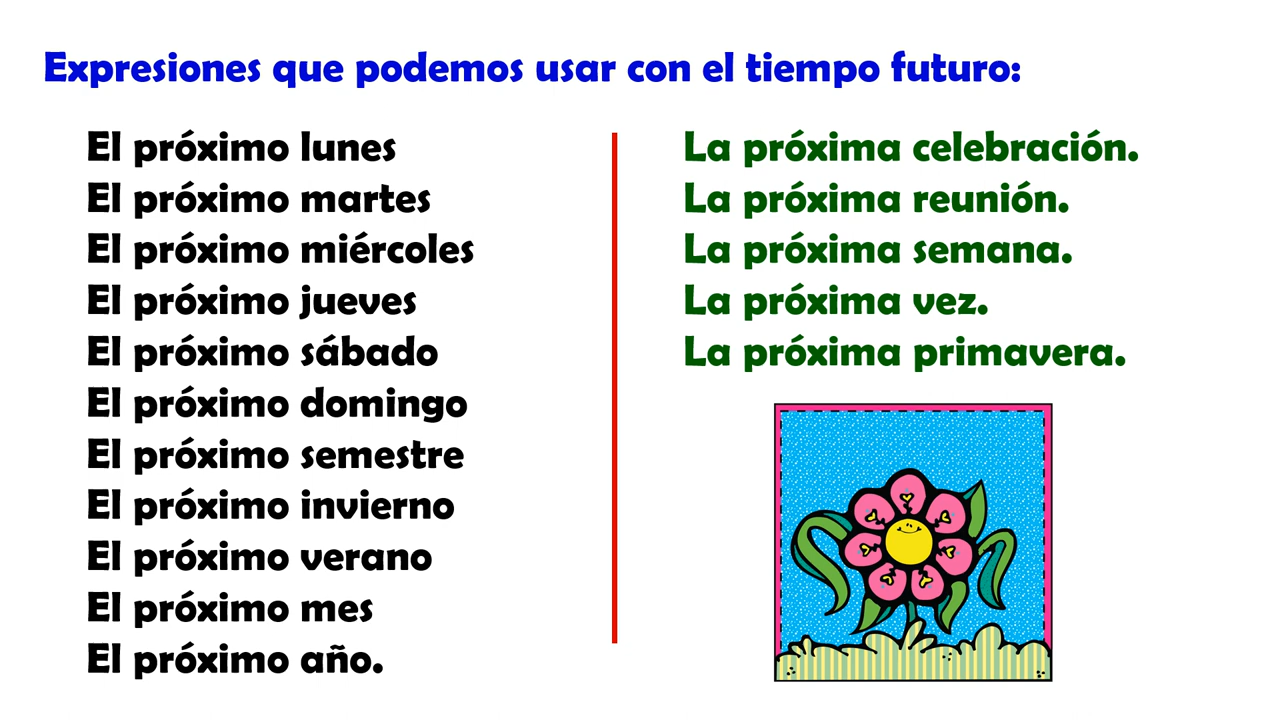 Expresiones que podemos usar con el tiempo futuro:
El próximo lunes
El próximo martes
El próximo miércoles
El próximo jueves
El próximo sábado
El próximo domingo
El próximo semestre
El próximo invierno
El próximo verano
El próximo mes
El próximo año.
La próxima celebración.
La próxima reunión.
La próxima semana.
La próxima vez.
La próxima primavera.